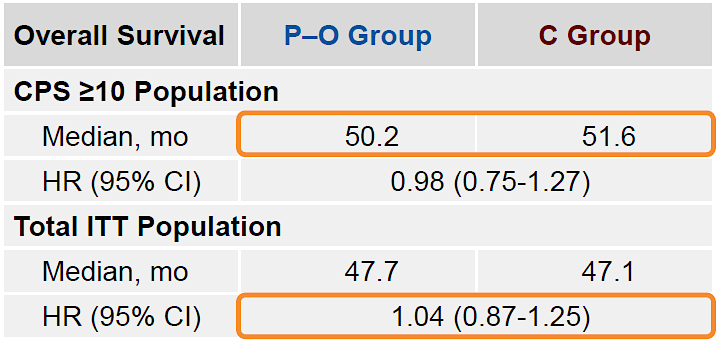 Overall Survival P–O Group C Group
CPS ≥10 Population
Median, mo 50.2 51.6
HR (95% CI) 0.98 (0.75-1.27)
Total ITT Population
Median, mo 47.7 47.1
HR (95% CI) 1.04 (0.87-1.25)